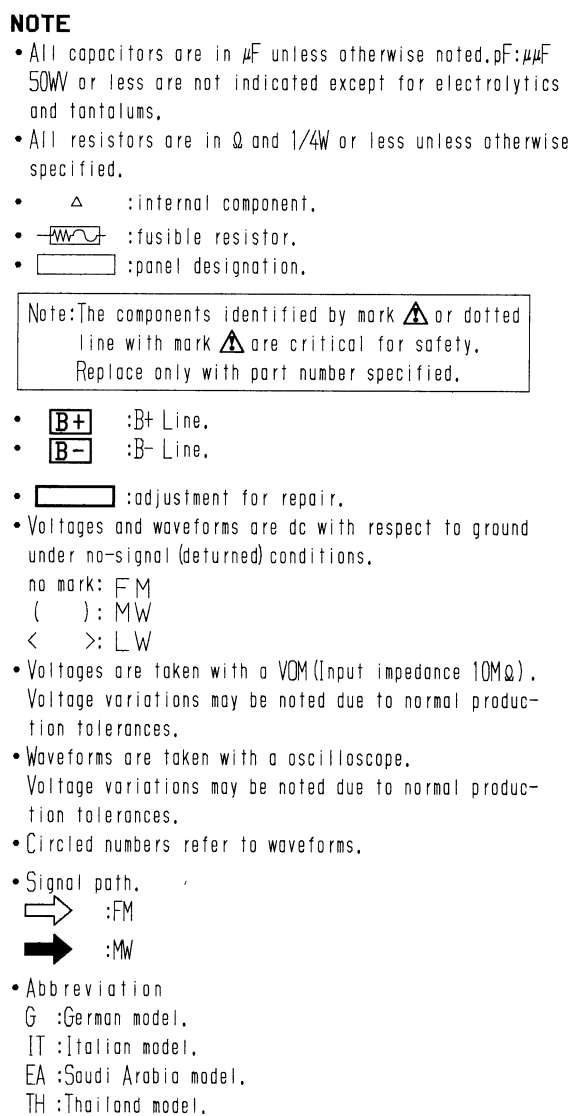 NOTE
• All capacitors are in μF unless otherwise noted. pF: μμF
50WV or less are not indicated except for electrolytics
and tantalums.
• All resistors are in Ω and 1/4W or less unless otherwise
specified.
• △ :internal component.
• :fusible resistor.
• :panel designation.
Note:The components identified by mark ⚠ or dotted
line with mark ⚠ are critical for safety.
Replace only with part number specified.
• B+ :B+ Line.
• B− :B− Line.
• :adjustment for repair.
• Voltages and waveforms are dc with respect to ground
under no-signal (deturned) conditions.
no mark: FM
( ): MW
< >: LW
• Voltages are taken with a VOM (Input impedance 10MΩ).
Voltage variations may be noted due to normal produc-
tion tolerances.
• Waveforms are taken with a oscilloscope.
Voltage variations may be noted due to normal produc-
tion tolerances.
• Circled numbers refer to waveforms.
• Signal path.
:FM
:MW
• Abbreviation
G :German model.
IT :Italian model.
EA :Saudi Arabia model.
TH :Thailand model.